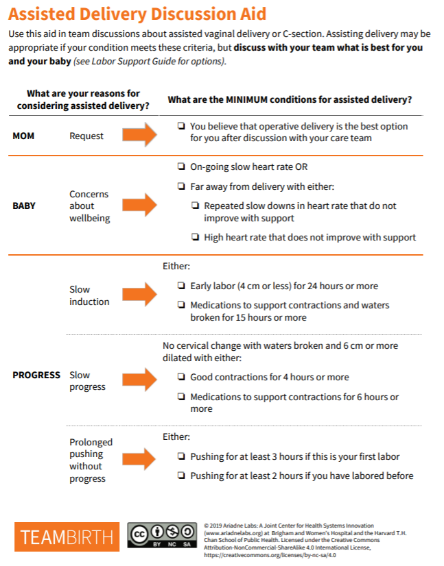 Assisted Delivery Discussion Aid
Use this aid in team discussions about assisted vaginal delivery or C-section. Assisting delivery may be
appropriate if your condition meets these criteria, but discuss with your team what is best for you
and your baby (see Labor Support Guide for options).
What are your reasons for
considering assisted delivery?
What are the MINIMUM conditions for assisted delivery?
MOM
Request
You believe that operative delivery is the best option
for you after discussion with your care team
BABY
Concerns
about
wellbeing
On-going slow heart rate OR
Far away from delivery with either:
Repeated slow downs in heart rate that do not
improve with support
High heart rate that does not improve with support
PROGRESS
Slow
induction
Either:
Early labor (4 cm or less) for 24 hours or more
Medications to support contractions and waters
broken for 15 hours or more
Slow
progress
No cervical change with waters broken and 6 cm or more
dilated with either:
Good contractions for 4 hours or more
Medications to support contractions for 6 hours or
more
Prolonged
pushing
without
progress
Either:
Pushing for at least 3 hours if this is your first labor
Pushing for at least 2 hours if you have labored before
TEAMBIRTH
cc
BY NC SA
© 2019 Ariadne Labs: A Joint Center for Health Systems Innovation
(www.ariadnelabs.org) at Brigham and Women's Hospital and the Harvard T.H.
Chan School of Public Health. Licensed under the Creative Commons
Attribution-NonCommercial-ShareAlike 4.0 International License,
https://creativecommons.org/licenses/by-nc-sa/4.0